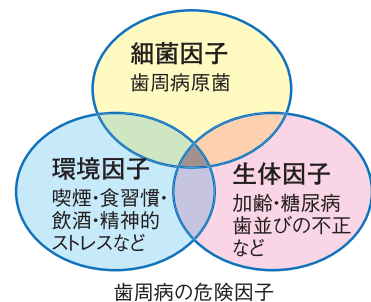 細菌因子
歯周病原菌
環境因子
喫煙・食習慣・
飲酒・精神的
ストレスなど
生体因子
加齢・糖尿病
歯並びの不正
など
歯周病の危険因子